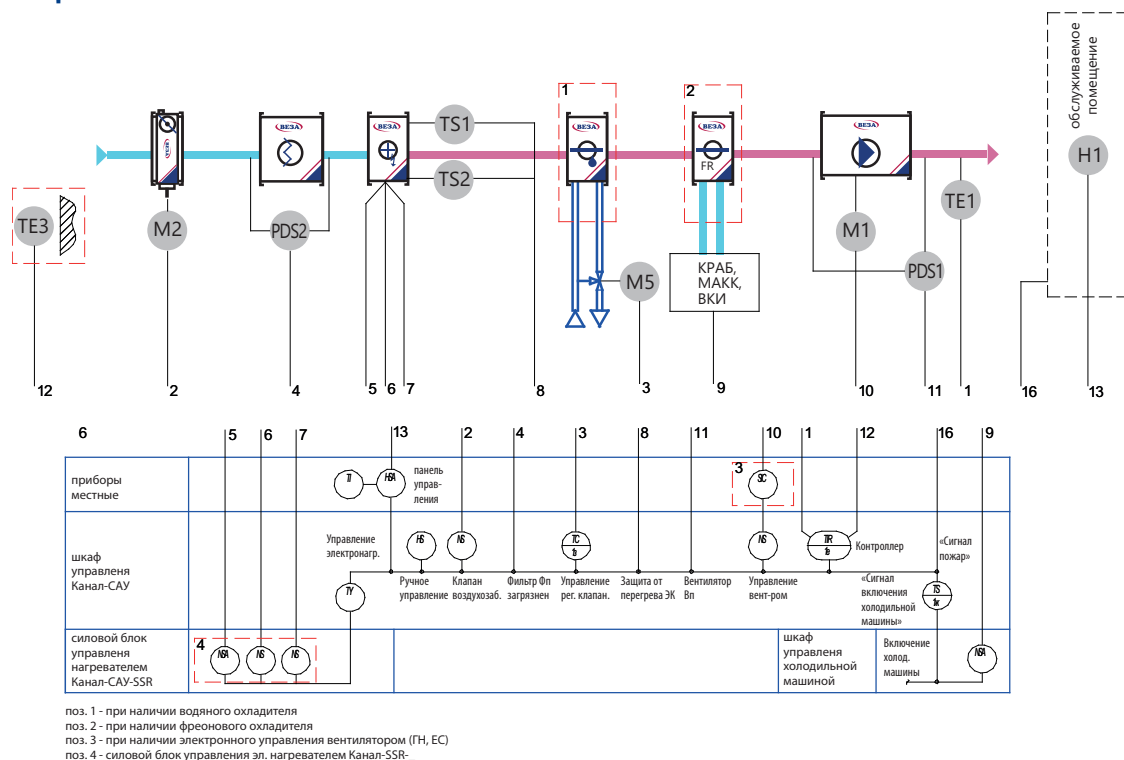 обслуживаемое
помещение
1
2
ВЕЗА
ВЕЗА
ВЕЗА
ВЕЗА
ВЕЗА
ВЕЗА
FR
TS1
TS2
H1
TE3
M2
PDS2
M5
КРАБ,
МАКК,
ВКИ
M1
PDS1
TE1
12
2
4
5
6
7
8
3
9
10
11
1
16
13
6
5
6
7
13
2
4
3
8
11
10
1
12
16
9
приборы
местные
TI
HSA
панель
управ-
ления
3
SIC
шкаф
управленя
Канал-САУ
Управление
электронагр.
TY
HS
Ручное
управление
NS
Клапан
воздухозаб.
Фильтр Фп
загрязнен
TC
Управление
рег. клапан.
Защита от
перегрева ЭК
Вентилятор
Вп
NS
Управление
вент-ром
TIR
Контроллер
«Сигнал
пожар»
«Сигнал
включения
холодильной
машины»
TS
силовой блок
управленя
нагревателем
Канал-САУ-SSR
4
NSA
NS
NS
шкаф
управленя
холодильной
машиной
Включение
холод.
машины
NSA
поз. 1 - при наличии водяного охладителя
поз. 2 - при наличии фреонового охладителя
поз. 3 - при наличии электронного управления вентилятором (ГН, ЕС)
поз. 4 - силовой блок управления эл. нагревателем Канал-SSR-